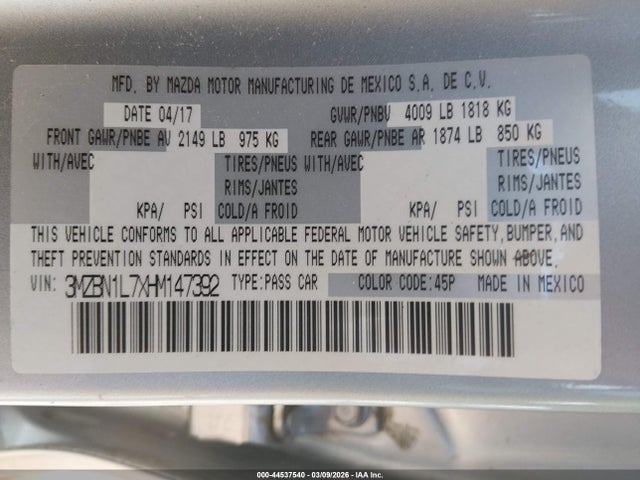 MFD. BY MAZDA MOTOR MANUFACTURING DE MEXICO S.A. DE C.V.
DATE 04/17 GVWR/PNBV 4009 LB 1818 KG
FRONT GAWR/PNBE AV 2149 LB 975 KG REAR GAWR/PNBE AR 1874 LB 850 KG
WITH/AVEC TIRES/PNEUS WITH/AVEC TIRES/PNEUS
RIMS/JANTES RIMS/JANTES
KPA/ PSI COLD/A FROID KPA/ PSI COLD/A FROID
THIS VEHICLE CONFORMS TO ALL APPLICABLE FEDERAL MOTOR VEHICLE SAFETY, BUMPER, AND
THEFT PREVENTION STANDARDS IN EFFECT ON THE DATE OF MANUFACTURE SHOWN ABOVE.
VIN: 3MZBN1L7XHM147392 TYPE:PASS CAR COLOR CODE:45P MADE IN MEXICO
000-44537540 - 03/09/2026 - IAA Inc.